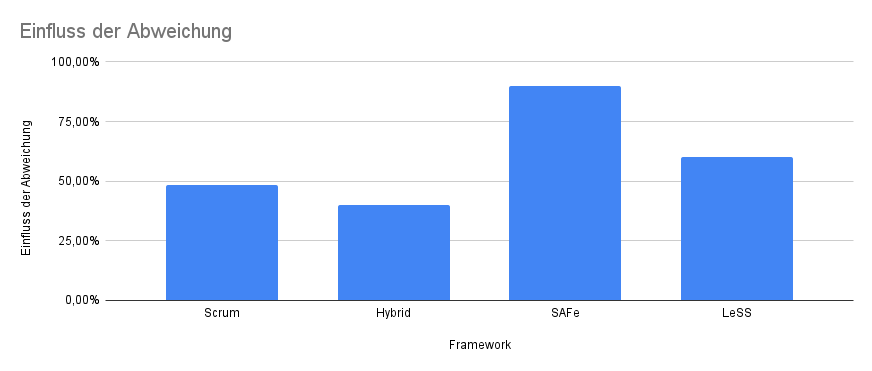 Einfluss der Abweichung
Einfluss der Abweichung
100,00%
75,00%
50,00%
25,00%
0,00%
Scrum
Hybrid
SAFe
LeSS
Framework